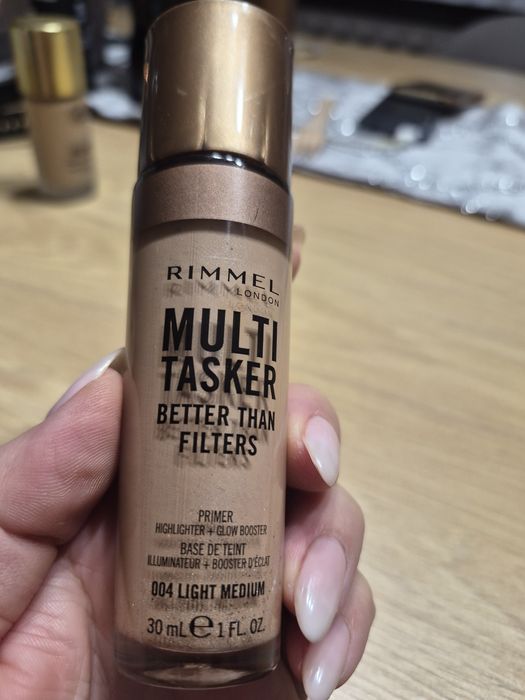 RIMMEL
LONDON
MULTI
TASKER
BETTER THAN
FILTERS
PRIMER
HIGHLIGHTER + GLOW BOOSTER
BASE DE TEINT
ILLUMINATEUR + BOOSTER D'ÉCLAT
004 LIGHT MEDIUM
30 mL e 1 FL. OZ.